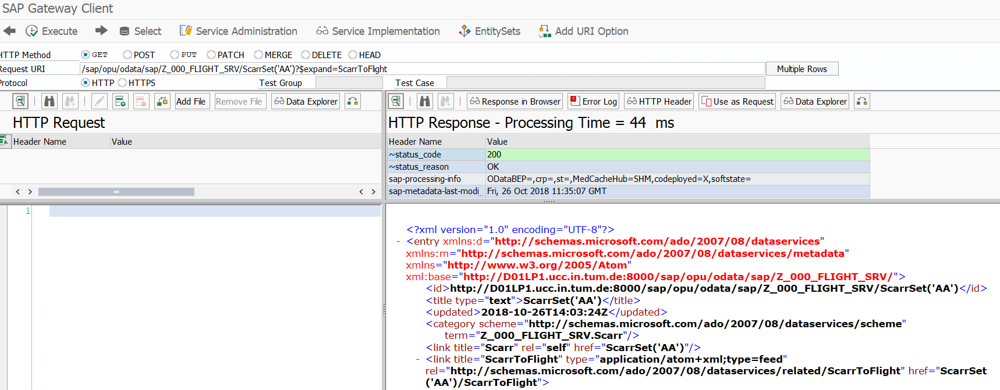 SAP Gateway Client
Execute Select Service Administration Service Implementation EntitySets Add URI Option
HTTP Method GET POST PUT PATCH MERGE DELETE HEAD
Request URI /sap/opu/odata/sap/Z_000_FLIGHT_SRV/ScarrSet('AA')?$expand=ScarrToFlight Multiple Rows
Protocol HTTP HTTPS Test Group Test Case
Add File Remove File Data Explorer
Response in Browser Error Log HTTP Header Use as Request Data Explorer
HTTP Request
HTTP Response - Processing Time = 44 ms
Header Name Value
Header Name Value
~status_code 200
~status_reason OK
sap-processing-info ODataBEP=,crp=,st=,MedCacheHub=SHM,codeployed=X,softstate=
sap-metadata-last-modi... Fri, 26 Oct 2018 11:35:07 GMT
1
<?xml version="1.0" encoding="UTF-8"?>
- <entry xmlns:d="http://schemas.microsoft.com/ado/2007/08/dataservices"
xmlns:m="http://schemas.microsoft.com/ado/2007/08/dataservices/metadata"
xmlns="http://www.w3.org/2005/Atom"
xml:base="http://D01LP1.ucc.in.tum.de:8000/sap/opu/odata/sap/Z_000_FLIGHT_SRV/">
<id>http://D01LP1.ucc.in.tum.de:8000/sap/opu/odata/sap/Z_000_FLIGHT_SRV/ScarrSet('AA')</id>
<title type="text">ScarrSet('AA')</title>
<updated>2018-10-26T14:03:24Z</updated>
<category scheme="http://schemas.microsoft.com/ado/2007/08/dataservices/scheme"
term="Z_000_FLIGHT_SRV.Scarr"/>
<link title="Scarr" rel="self" href="ScarrSet('AA')"/>
- <link title="ScarrToFlight" type="application/atom+xml;type=feed"
rel="http://schemas.microsoft.com/ado/2007/08/dataservices/related/ScarrToFlight" href="ScarrSet
('AA')/ScarrToFlight">